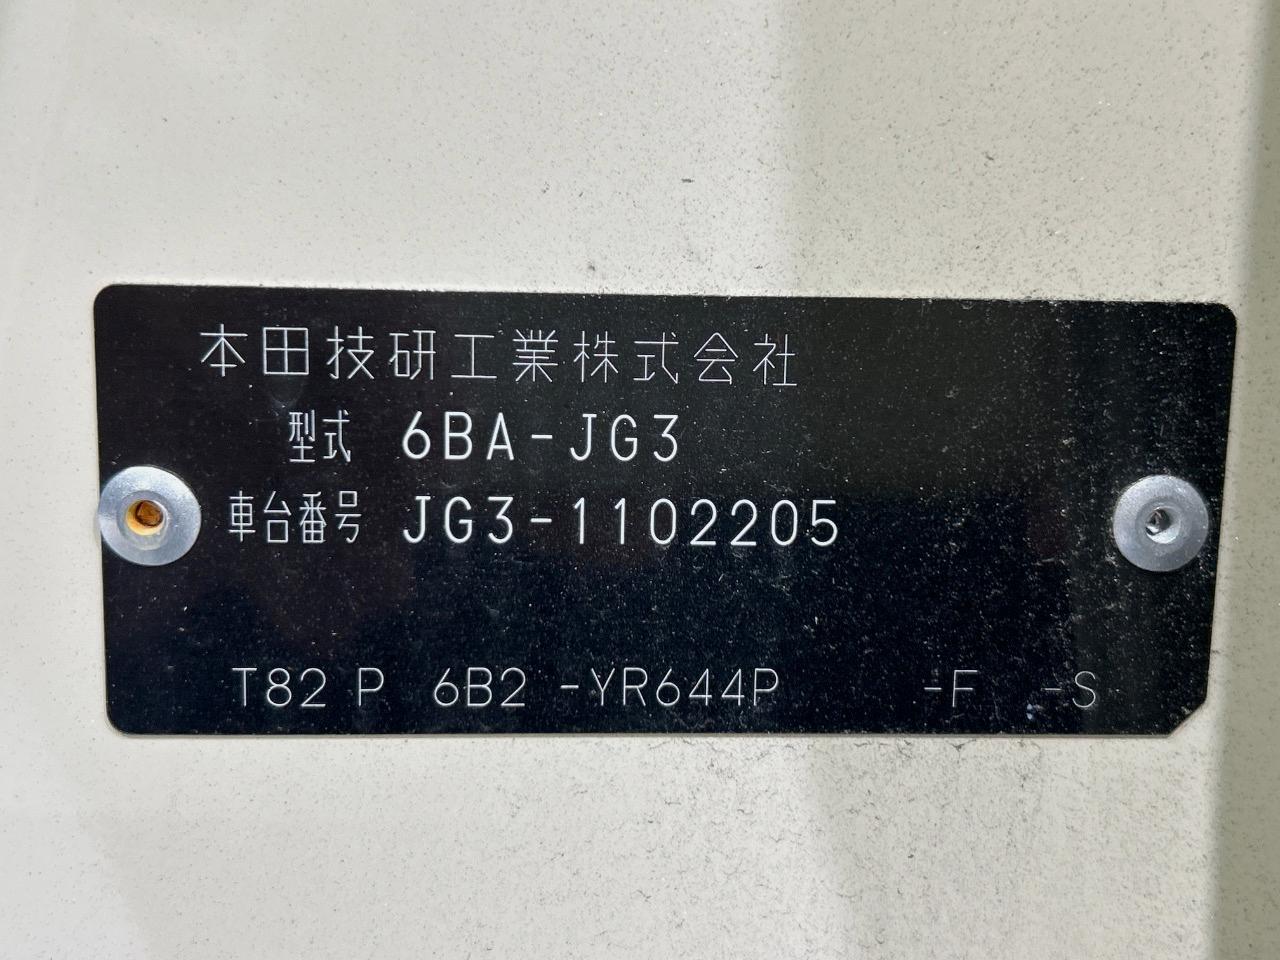 本田技研工業株式会社
型式 6BA-JG3
車台番号 JG3-1102205
T82 P 6B2 -YR644P -F -S